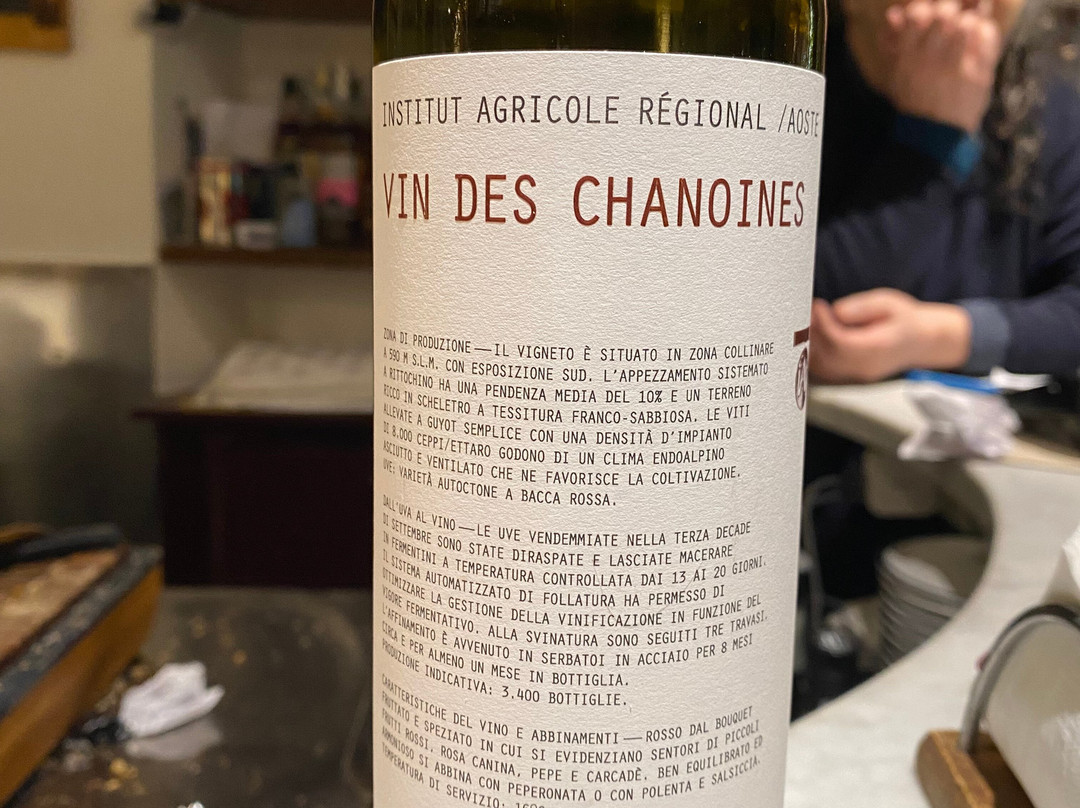 INSTITUT AGRICOLE RÉGIONAL /AOSTE
VIN DES CHANOINES
ZONA DI PRODUZIONE — IL VIGNETO È SITUATO IN ZONA COLLINARE
A 590 M S.L.M. CON ESPOSIZIONE SUD. L'APPEZZAMENTO SISTEMATO
A RITTOCHINO HA UNA PENDENZA MEDIA DEL 10% E UN TERRENO
RICCO IN SCHELETRO A TESSITURA FRANCO-SABBIOSA. LE VITI
ALLEVATE A GUYOT SEMPLICE CON UNA DENSITÀ D'IMPIANTO
DI 8.000 CEPPI/ETTARO GODONO DI UN CLIMA ENDOALPINO
ASCIUTTO E VENTILATO CHE NE FAVORISCE LA COLTIVAZIONE.
UVE: VARIETÀ AUTOCTONE A BACCA ROSSA.
DALL'UVA AL VINO — LE UVE VENDEMMIATE NELLA TERZA DECADE
DI SETTEMBRE SONO STATE DIRASPATE E LASCIATE MACERARE
IN FERMENTINI A TEMPERATURA CONTROLLATA DAI 13 AI 20 GIORNI.
IL SISTEMA AUTOMATIZZATO DI FOLLATURA HA PERMESSO DI
OTTIMIZZARE LA GESTIONE DELLA VINIFICAZIONE IN FUNZIONE DEL
VIGORE FERMENTATIVO. ALLA SVINATURA SONO SEGUITI TRE TRAVASI.
L'AFFINAMENTO È AVVENUTO IN SERBATOI IN ACCIAIO PER 8 MESI
CIRCA E PER ALMENO UN MESE IN BOTTIGLIA.
PRODUZIONE INDICATIVA: 3.400 BOTTIGLIE.
CARATTERISTICHE DEL VINO E ABBINAMENTI — ROSSO DAL BOUQUET
FRUTTATO E SPEZIATO IN CUI SI EVIDENZIANO SENTORI DI PICCOLI
FRUTTI ROSSI, ROSA CANINA, PEPE E CARCADÈ. BEN EQUILIBRATO ED
ARMONIOSO SI ABBINA CON PEPERONATA O CON POLENTA E SALSICCIA.
TEMPERATURA DI SERVIZIO: